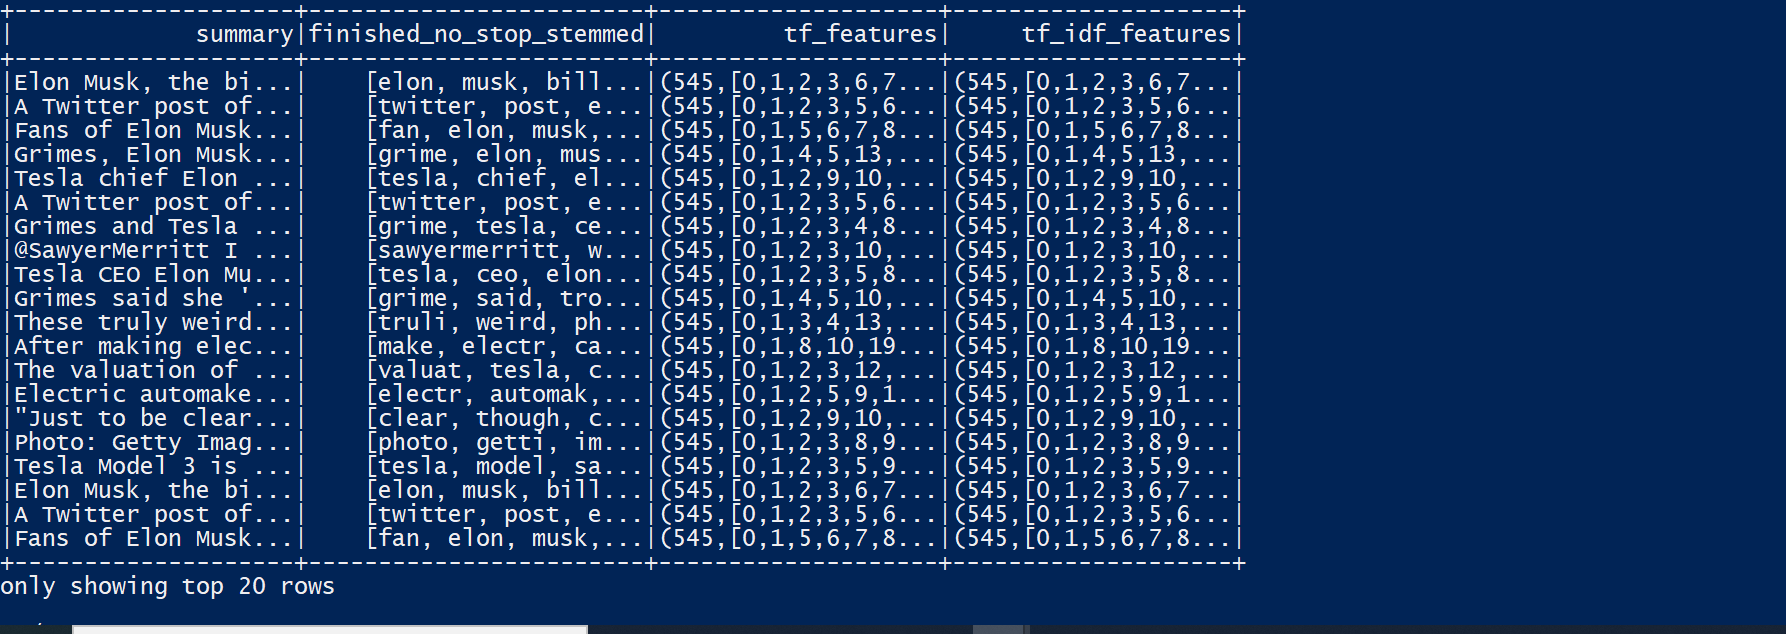 +--------------------+----------------------------+--------------------+--------------------+
|             summary|finished_no_stop_stemmed|         tf_features|     tf_idf_features|
+--------------------+----------------------------+--------------------+--------------------+
|Elon Musk, the bi...|    [elon, musk, bill...|(545,[0,1,2,3,6,7...|(545,[0,1,2,3,6,7...|
|A Twitter post of...|    [twitter, post, e...|(545,[0,1,2,3,5,6...|(545,[0,1,2,3,5,6...|
|Fans of Elon Musk...|    [fan, elon, musk,...|(545,[0,1,5,6,7,8...|(545,[0,1,5,6,7,8...|
|Grimes, Elon Musk...|    [grime, elon, mus...|(545,[0,1,4,5,13,...|(545,[0,1,4,5,13,...|
|Tesla chief Elon ...|    [tesla, chief, el...|(545,[0,1,2,9,10,...|(545,[0,1,2,9,10,...|
|A Twitter post of...|    [twitter, post, e...|(545,[0,1,2,3,5,6...|(545,[0,1,2,3,5,6...|
|Grimes and Tesla ...|    [grime, tesla, ce...|(545,[0,1,2,3,4,8...|(545,[0,1,2,3,4,8...|
|@SawyerMerritt I ...|    [sawyermerritt, w...|(545,[0,1,2,3,10,...|(545,[0,1,2,3,10,...|
|Tesla CEO Elon Mu...|    [tesla, ceo, elon...|(545,[0,1,2,3,5,8...|(545,[0,1,2,3,5,8...|
|Grimes said she '...|    [grime, said, tro...|(545,[0,1,4,5,10,...|(545,[0,1,4,5,10,...|
|These truly weird...|    [truli, weird, ph...|(545,[0,1,3,4,13,...|(545,[0,1,3,4,13,...|
|After making elec...|    [make, electr, ca...|(545,[0,1,8,10,19...|(545,[0,1,8,10,19...|
|The valuation of ...|    [valuat, tesla, c...|(545,[0,1,2,3,12,...|(545,[0,1,2,3,12,...|
|Electric automake...|    [electr, automak,...|(545,[0,1,2,5,9,1...|(545,[0,1,2,5,9,1...|
|"Just to be clear...|    [clear, though, c...|(545,[0,1,2,9,10,...|(545,[0,1,2,9,10,...|
|Photo: Getty Imag...|    [photo, getti, im...|(545,[0,1,2,3,8,9...|(545,[0,1,2,3,8,9...|
|Tesla Model 3 is ...|    [tesla, model, sa...|(545,[0,1,2,3,5,9...|(545,[0,1,2,3,5,9...|
|Elon Musk, the bi...|    [elon, musk, bill...|(545,[0,1,2,3,6,7...|(545,[0,1,2,3,6,7...|
|A Twitter post of...|    [twitter, post, e...|(545,[0,1,2,3,5,6...|(545,[0,1,2,3,5,6...|
|Fans of Elon Musk...|    [fan, elon, musk,...|(545,[0,1,5,6,7,8...|(545,[0,1,5,6,7,8...|
+--------------------+----------------------------+--------------------+--------------------+
only showing top 20 rows